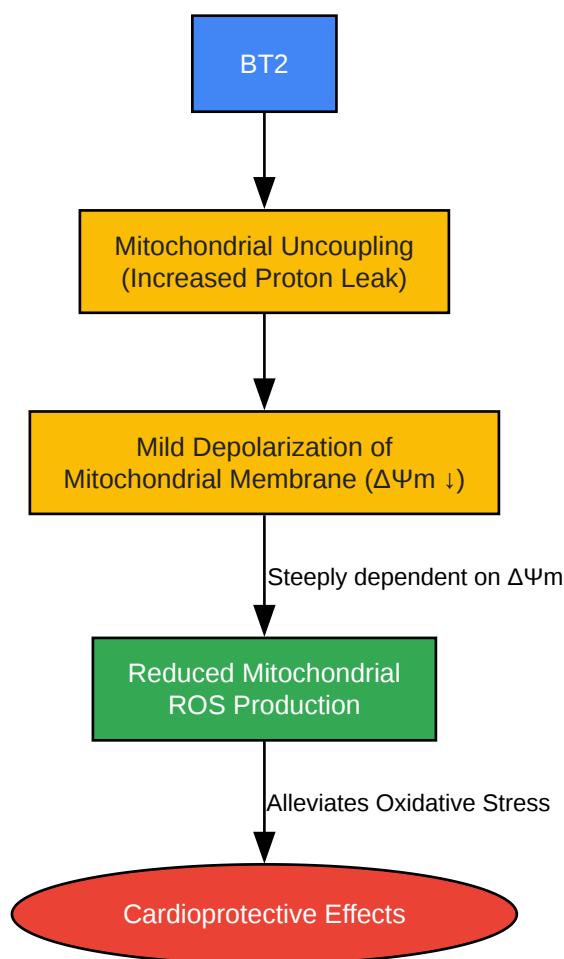 BT2
Mitochondrial Uncoupling
(Increased Proton Leak)
Mild Depolarization of
Mitochondrial Membrane (ΔΨm ↓)
Steeply dependent on ΔΨm
Reduced Mitochondrial
ROS Production
Alleviates Oxidative Stress
Cardioprotective Effects